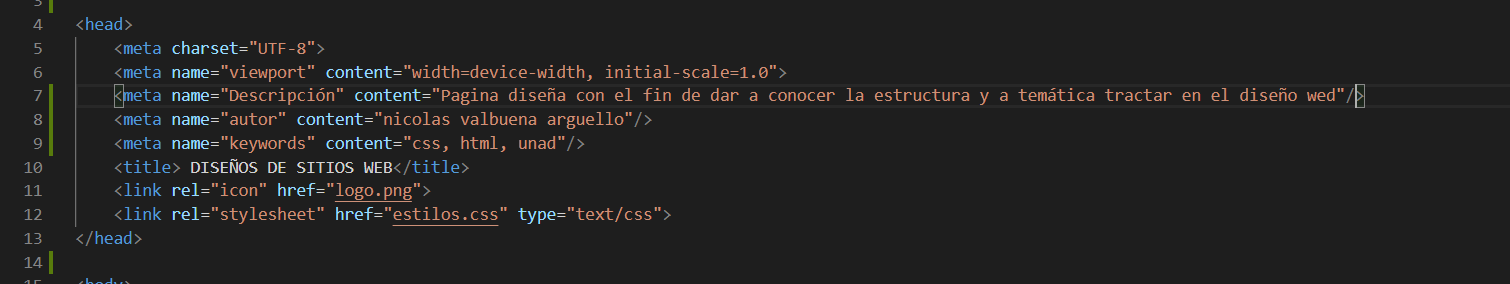 3
4 <head>
5 <meta charset="UTF-8">
6 <meta name="viewport" content="width=device-width, initial-scale=1.0">
7 <meta name="Descripción" content="Pagina diseña con el fin de dar a conocer la estructura y a temática tractar en el diseño wed"/>
8 <meta name="autor" content="nicolas valbuena arguello"/>
9 <meta name="keywords" content="css, html, unad"/>
10 <title> DISEÑOS DE SITIOS WEB</title>
11 <link rel="icon" href="logo.png">
12 <link rel="stylesheet" href="estilos.css" type="text/css">
13 </head>
14
15 <body>